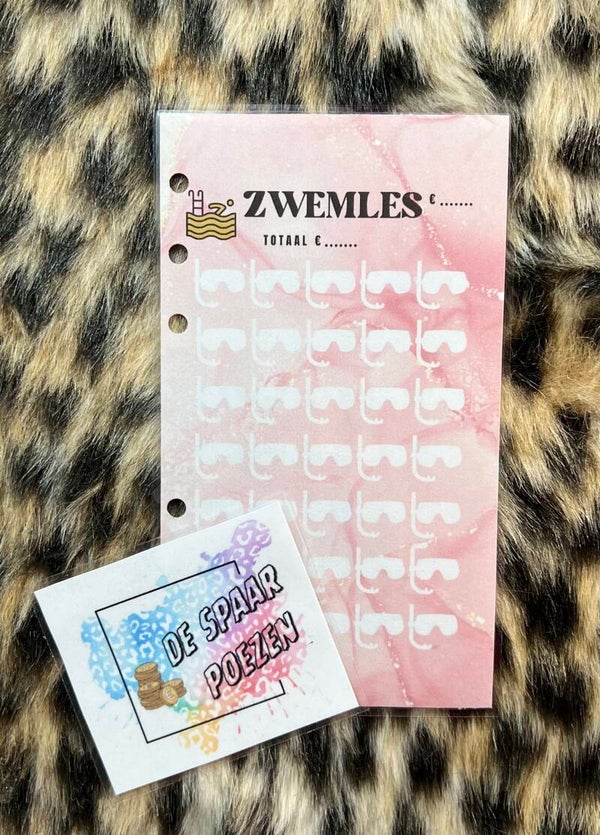 ZWEMLES € .......
TOTAAL € .......
DE SPAAR
POEZEN